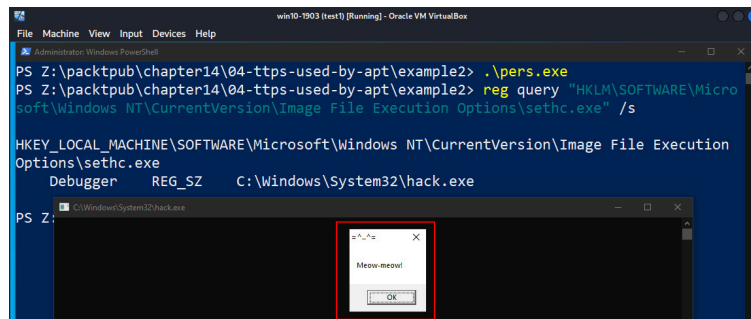 win10-1903 (test1) [Running] - Oracle VM VirtualBox
File Machine View Input Devices Help
Administrator: Windows PowerShell
PS Z:\packtpub\chapter14\04-ttps-used-by-apt\example2> .\pers.exe
PS Z:\packtpub\chapter14\04-ttps-used-by-apt\example2> reg query "HKLM\SOFTWARE\Micro
soft\Windows NT\CurrentVersion\Image File Execution Options\sethc.exe" /s
HKEY_LOCAL_MACHINE\SOFTWARE\Microsoft\Windows NT\CurrentVersion\Image File Execution
Options\sethc.exe
Debugger REG_SZ C:\Windows\System32\hack.exe
PS Z:
C:\Windows\System32\hack.exe
=^..^=
Meow-meow!
OK